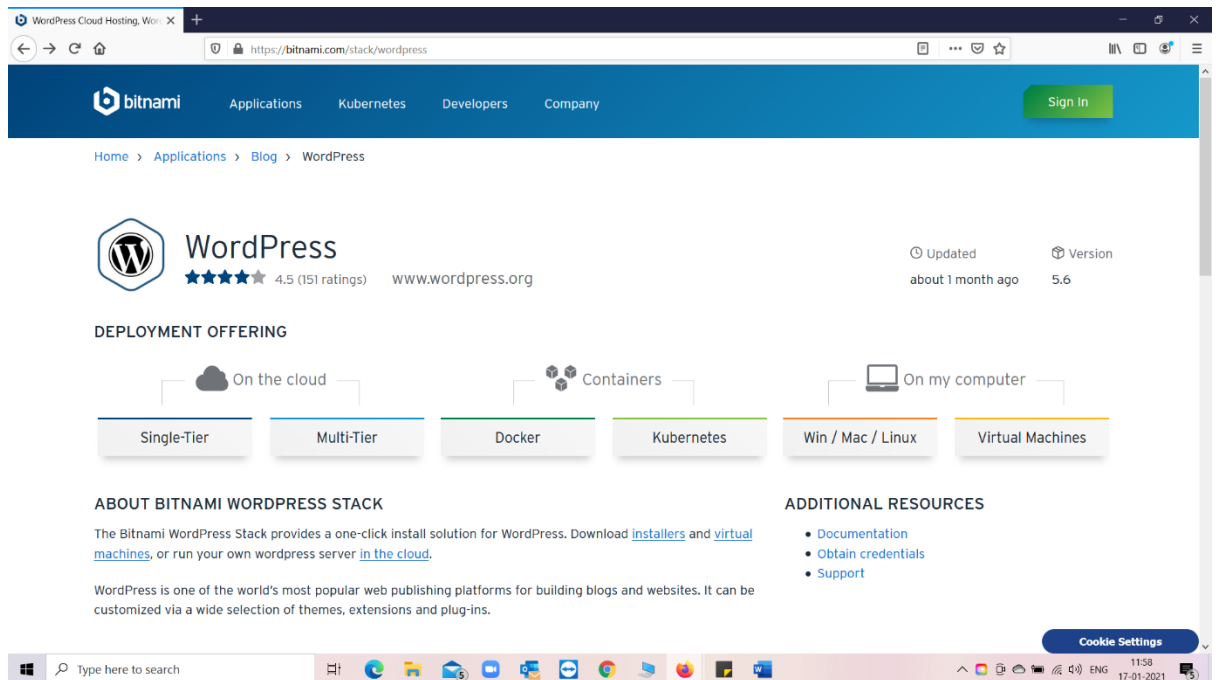 WordPress Cloud Hosting, Wor
https://bitnami.com/stack/wordpress
bitnami Applications Kubernetes Developers Company Sign In
Home > Applications > Blog > WordPress
WordPress
4.5 (151 ratings) www.wordpress.org
Updated Version
about 1 month ago 5.6
DEPLOYMENT OFFERING
On the cloud Containers On my computer
Single-Tier Multi-Tier Docker Kubernetes Win / Mac / Linux Virtual Machines
ABOUT BITNAMI WORDPRESS STACK
The Bitnami WordPress Stack provides a one-click install solution for WordPress. Download installers and virtual
machines, or run your own wordpress server in the cloud.
WordPress is one of the world's most popular web publishing platforms for building blogs and websites. It can be
customized via a wide selection of themes, extensions and plug-ins.
ADDITIONAL RESOURCES
• Documentation
• Obtain credentials
• Support
Cookie Settings
Type here to search
ENG
11:58
17-01-2021